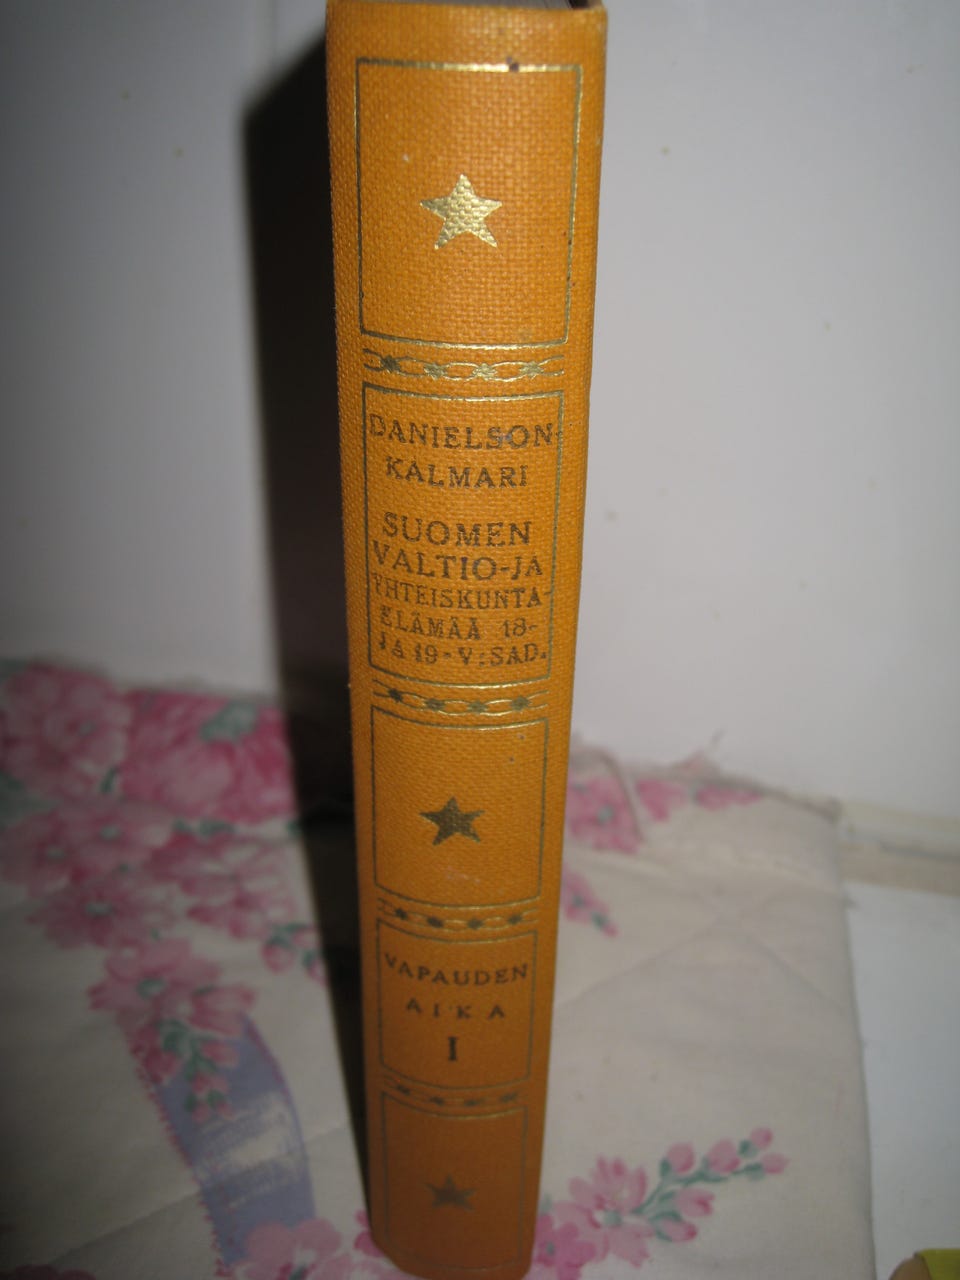 DANIELSON-
KALMARI
SUOMEN
VALTIO-JA
YHTEISKUNTA-
ELÄMÄÄ 18-
JA 19-V:SAD.
VAPAUDEN
AIKA
I